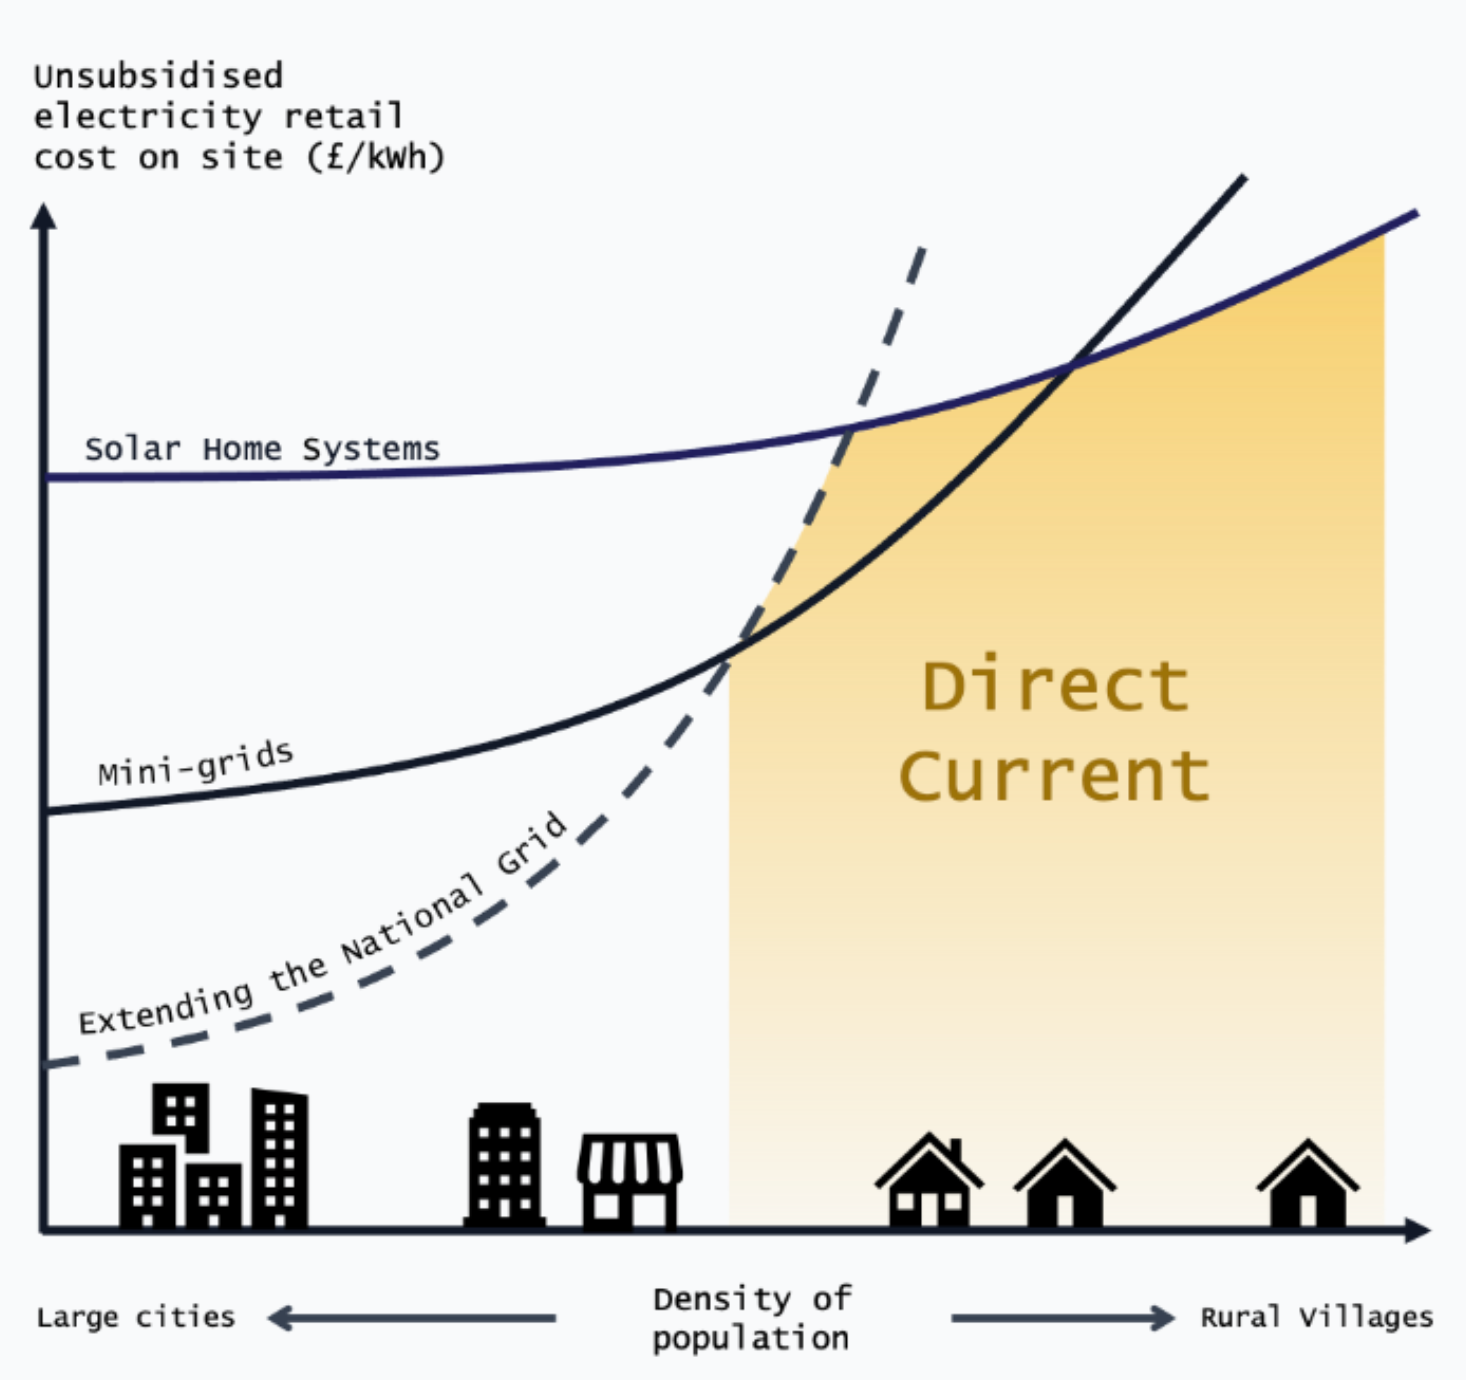 Unsubsidised
electricity retail
cost on site (£/kWh)
Solar Home Systems
Mini-grids
Extending the National Grid
Direct
Current
Large cities
Density of
population
Rural Villages